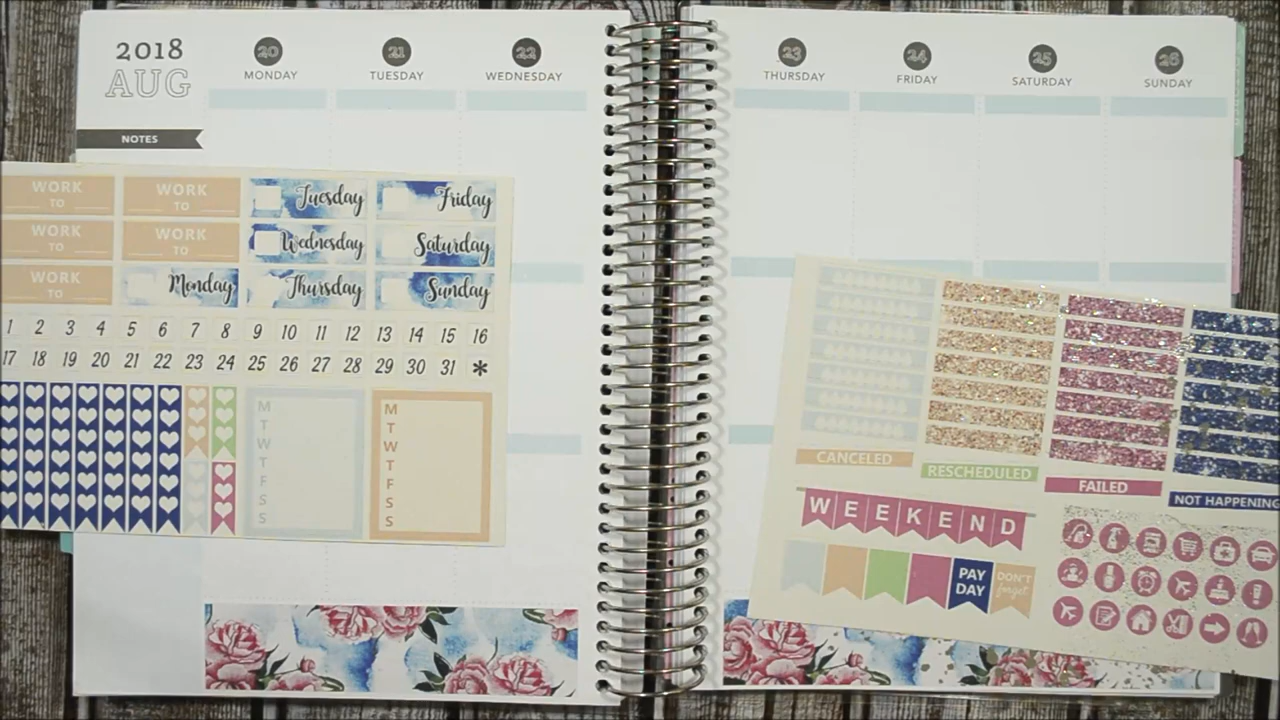 2018
AUG
20 21 22 23 24 25 26
MONDAY TUESDAY WEDNESDAY THURSDAY FRIDAY SATURDAY SUNDAY
NOTES
WORK
TO
WORK
TO
Tuesday
Friday
WORK
TO
WORK
TO
Wednesday
Saturday
WORK
TO
Monday
Thursday
Sunday
1 2 3 4 5 6 7 8 9 10 11 12 13 14 15 16
17 18 19 20 21 22 23 24 25 26 27 28 29 30 31 *
M
T
W
T
F
S
S
M
T
W
T
F
S
S
CANCELED
RESCHEDULED
FAILED
NOT HAPPENING
WEEKEND
PAY
DAY
DON'T
forget